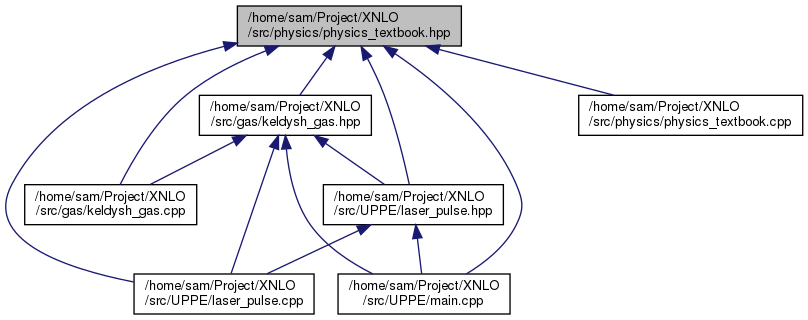 /home/sam/Project/XNLO
/src/physics/physics_textbook.hpp
/home/sam/Project/XNLO
/src/gas/keldysh_gas.hpp
/home/sam/Project/XNLO
/src/physics/physics_textbook.cpp
/home/sam/Project/XNLO
/src/gas/keldysh_gas.cpp
/home/sam/Project/XNLO
/src/UPPE/laser_pulse.hpp
/home/sam/Project/XNLO
/src/UPPE/laser_pulse.cpp
/home/sam/Project/XNLO
/src/UPPE/main.cpp